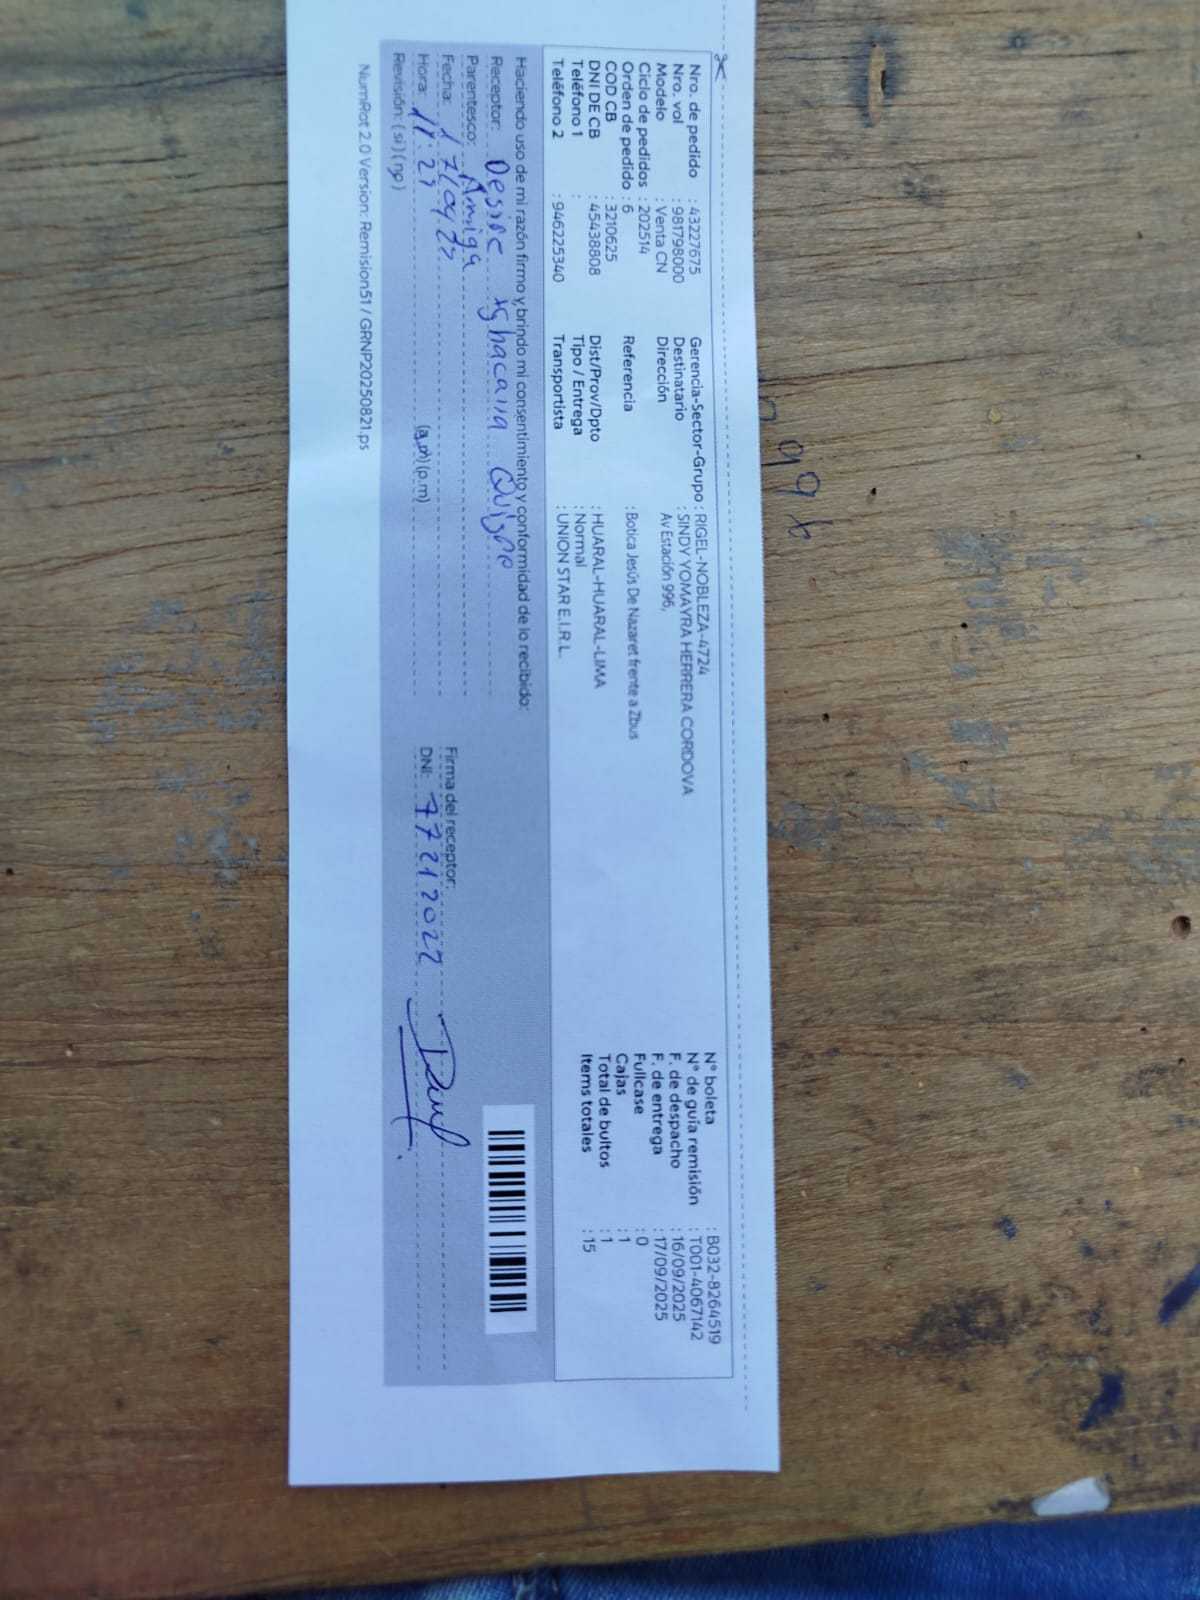 Nro. de pedido : 43227675
Nro. vol : 981798000
Modelo : Venta CN
Ciclo de pedidos : 202514
Orden de pedido : 6
COD CB : 3210625
DNI DE CB : 45438808
Teléfono 1 :
Teléfono 2 : 946225340
Gerencia-Sector-Grupo : RIGEL-NOBLEZA-4724
Destinatario : SINDY YOMAYRA HERRERA CORDOVA
Dirección Av Estación 996,
Referencia : Botica Jesús De Nazaret frente a Zbus
Dist/Prov/Dpto : HUARAL-HUARAL-LIMA
Tipo / Entrega : Normal
Transportista : UNION STAR E.I.R.L.
N° boleta : B032-8264519
N° de guía remisión : T001-4067142
F. de despacho : 16/09/2025
F. de entrega : 17/09/2025
Fullcase : 0
Cajas : 1
Total de bultos : 1
Items totales : 15
Haciendo uso de mi razón firmo y brindo mi consentimiento y conformidad de lo recibido:
Receptor:
Parentesco: Amiga
Fecha:
Hora: 11:29 (a.m) (p.m)
Revisión: (si) (no)
Firma del receptor:
DNI: 77212022
NumRot 2.0 Version: Remision51 / GRNP20250821.ps